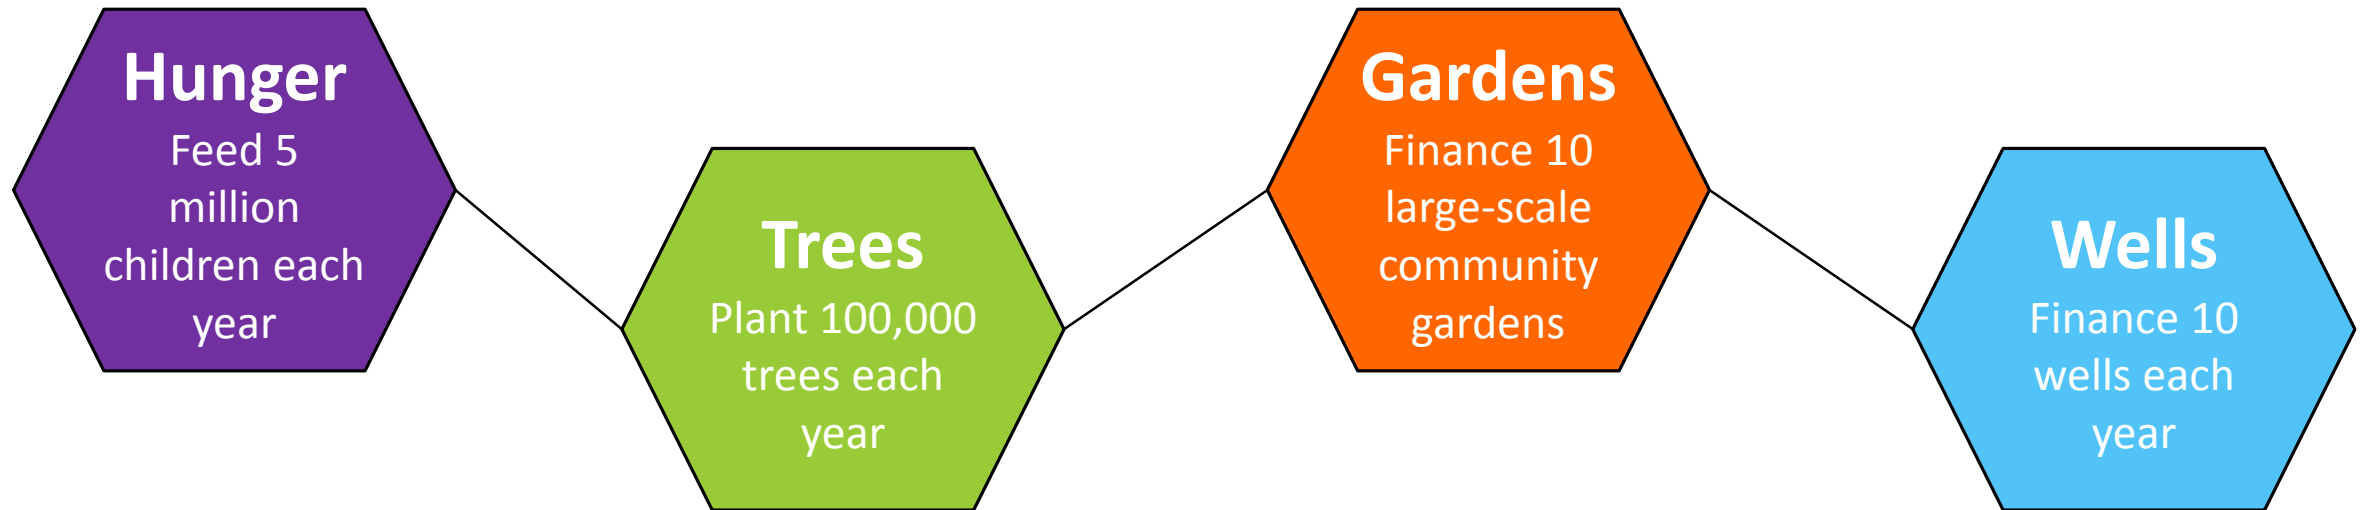 Hunger
Feed 5
million
children each
year
Trees
Plant 100,000
trees each
year
Gardens
Finance 10
large-scale
community
gardens
Wells
Finance 10
wells each
year